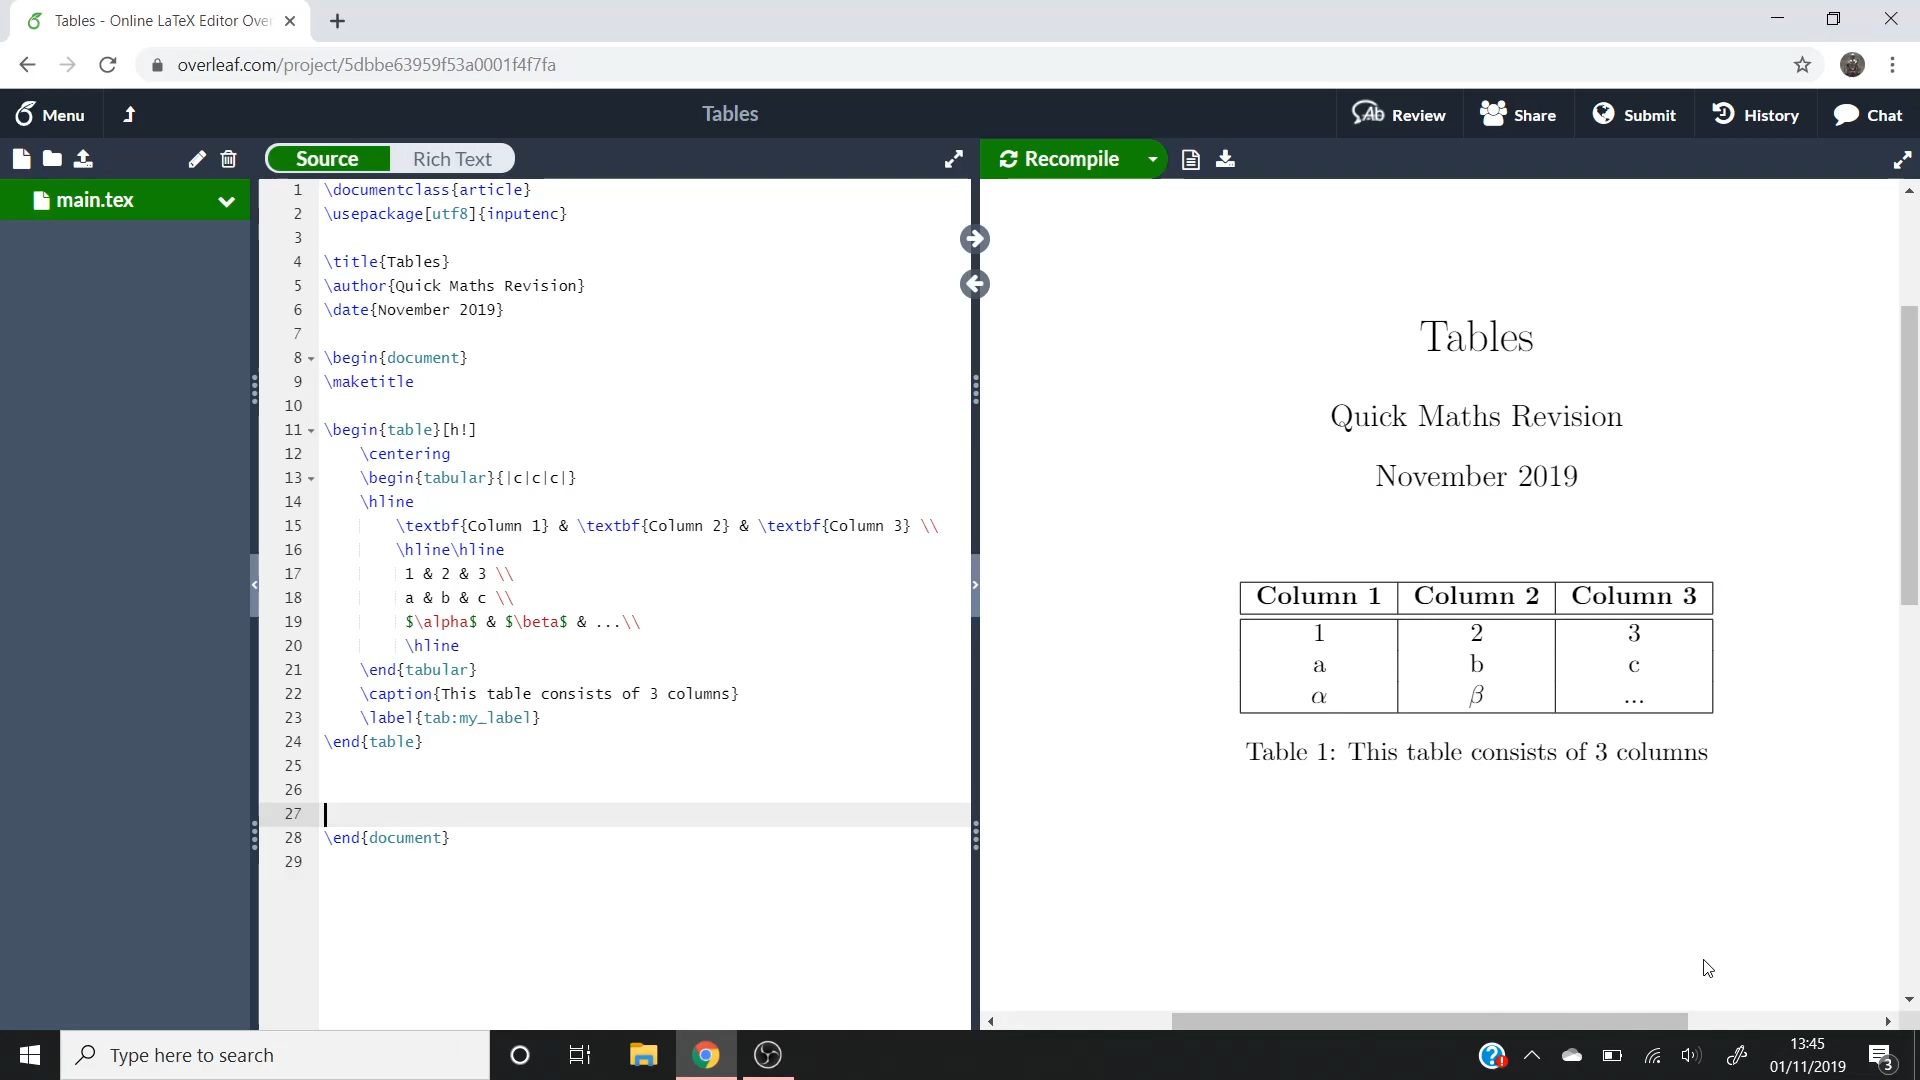 Tables - Online LaTeX Editor Over
overleaf.com/project/5dbbe63959f53a0001f4f7fa
Menu
Tables
Review
Share
Submit
History
Chat
Source
Rich Text
Recompile
main.tex
1 \documentclass{article}
2 \usepackage[utf8]{inputenc}
3
4 \title{Tables}
5 \author{Quick Maths Revision}
6 \date{November 2019}
7
8 \begin{document}
9 \maketitle
10
11 \begin{table}[h!]
12 \centering
13 \begin{tabular}{|c|c|c|}
14 \hline
15 \textbf{Column 1} & \textbf{Column 2} & \textbf{Column 3} \\
16 \hline\hline
17 1 & 2 & 3 \\
18 a & b & c \\
19 $\alpha$ & $\beta$ & ...\\
20 \hline
21 \end{tabular}
22 \caption{This table consists of 3 columns}
23 \label{tab:my_label}
24 \end{table}
25
26
27
28 \end{document}
29
Tables
Quick Maths Revision
November 2019
Column 1 Column 2 Column 3
1 2 3
a b c
α β ...
Table 1: This table consists of 3 columns
Type here to search
13:45
01/11/2019
3